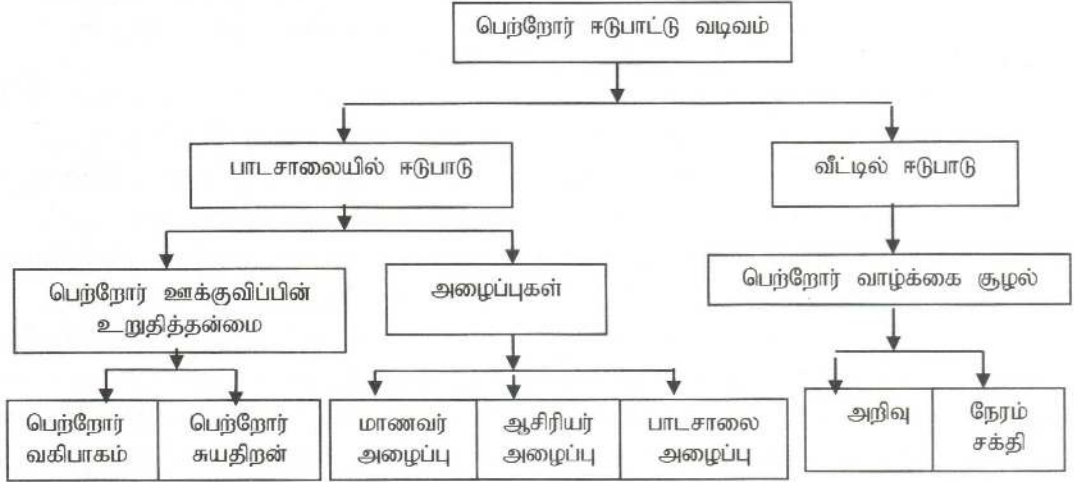 பெற்றோர் ஈடுபாட்டு வடிவம்
பாடசாலையில் ஈடுபாடு
வீட்டில் ஈடுபாடு
பெற்றோர் ஊக்குவிப்பின்
உறுதித்தன்மை
அழைப்புகள்
பெற்றோர் வாழ்க்கை சூழல்
பெற்றோர்
வகிபாகம்
பெற்றோர்
சுயதிறன்
மாணவர்
அழைப்பு
ஆசிரியர்
அழைப்பு
பாடசாலை
அழைப்பு
அறிவு
நேரம்
சக்தி